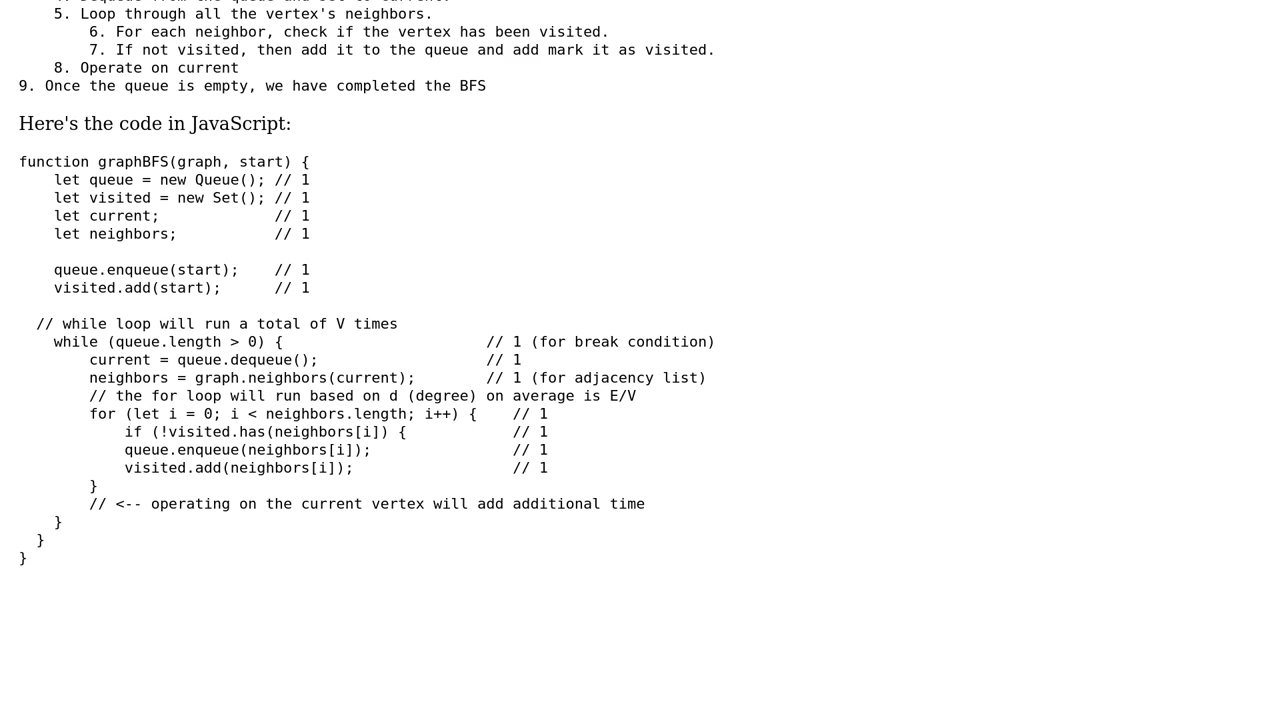 5. Loop through all the vertex's neighbors.
        6. For each neighbor, check if the vertex has been visited.
        7. If not visited, then add it to the queue and add mark it as visited.
    8. Operate on current
9. Once the queue is empty, we have completed the BFS
Here's the code in JavaScript:
function graphBFS(graph, start) {
    let queue = new Queue(); // 1
    let visited = new Set(); // 1
    let current;             // 1
    let neighbors;           // 1
    queue.enqueue(start);    // 1
    visited.add(start);      // 1
  // while loop will run a total of V times
    while (queue.length > 0) {                       // 1 (for break condition)
        current = queue.dequeue();                   // 1
        neighbors = graph.neighbors(current);        // 1 (for adjacency list)
        // the for loop will run based on d (degree) on average is E/V
        for (let i = 0; i < neighbors.length; i++) {    // 1
            if (!visited.has(neighbors[i]) {            // 1
            queue.enqueue(neighbors[i]);                // 1
            visited.add(neighbors[i]);                  // 1
        }
        // <-- operating on the current vertex will add additional time
    }
  }
}